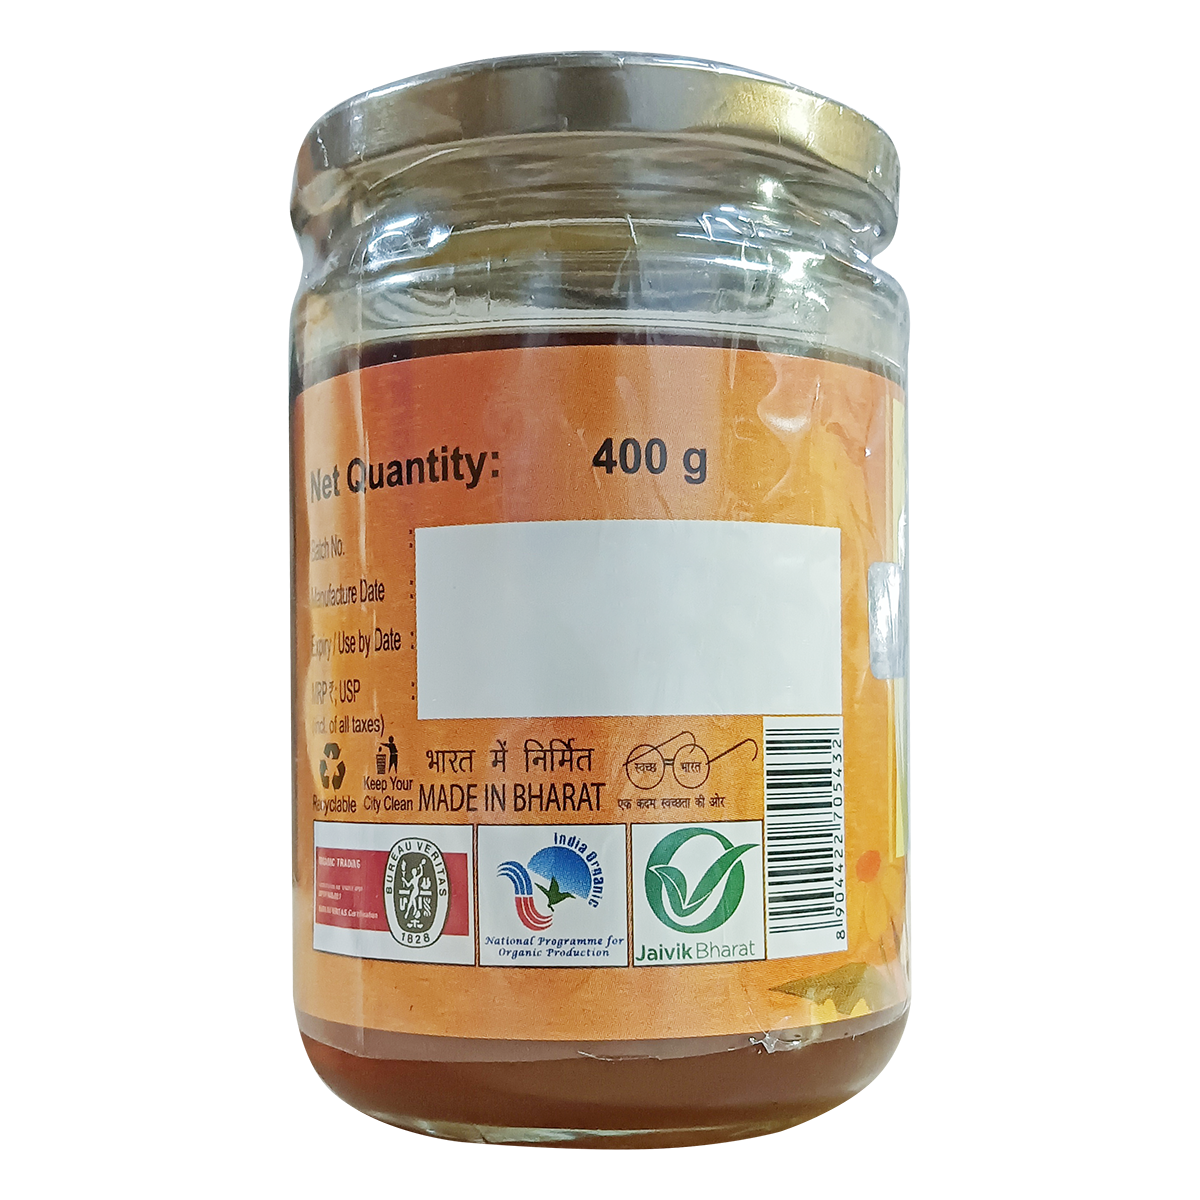 Net Quantity: 400 g
Batch No. :
Manufacture Date :
Expiry / Use by Date :
MRP ₹; USP :
(incl. of all taxes)
Recyclable
Keep Your
City Clean
भारत में निर्मित
MADE IN BHARAT
स्वच्छ भारत
एक कदम स्वच्छता की ओर
ORGANIC TRADING
BUREAU VERITAS
1828
India Organic
National Programme for
Organic Production
Jaivik Bharat
8904422705432